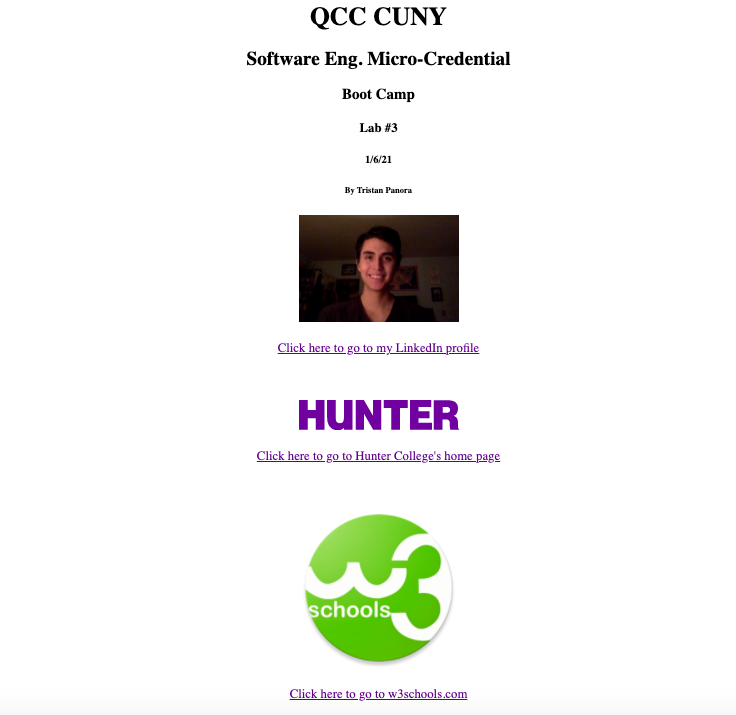 QCC CUNY
Software Eng. Micro-Credential
Boot Camp
Lab #3
1/6/21
By Tristan Panora
Click here to go to my LinkedIn profile
HUNTER
Click here to go to Hunter College's home page
w3
schools
Click here to go to w3schools.com